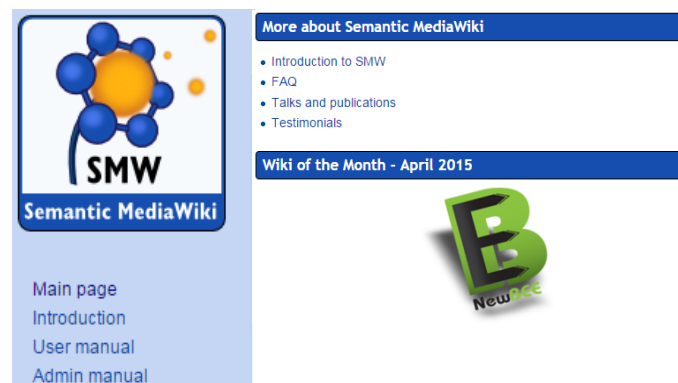 SMW
Semantic MediaWiki
Main page
Introduction
User manual
Admin manual
More about Semantic MediaWiki
Introduction to SMW
FAQ
Talks and publications
Testimonials
Wiki of the Month - April 2015
NewBEE